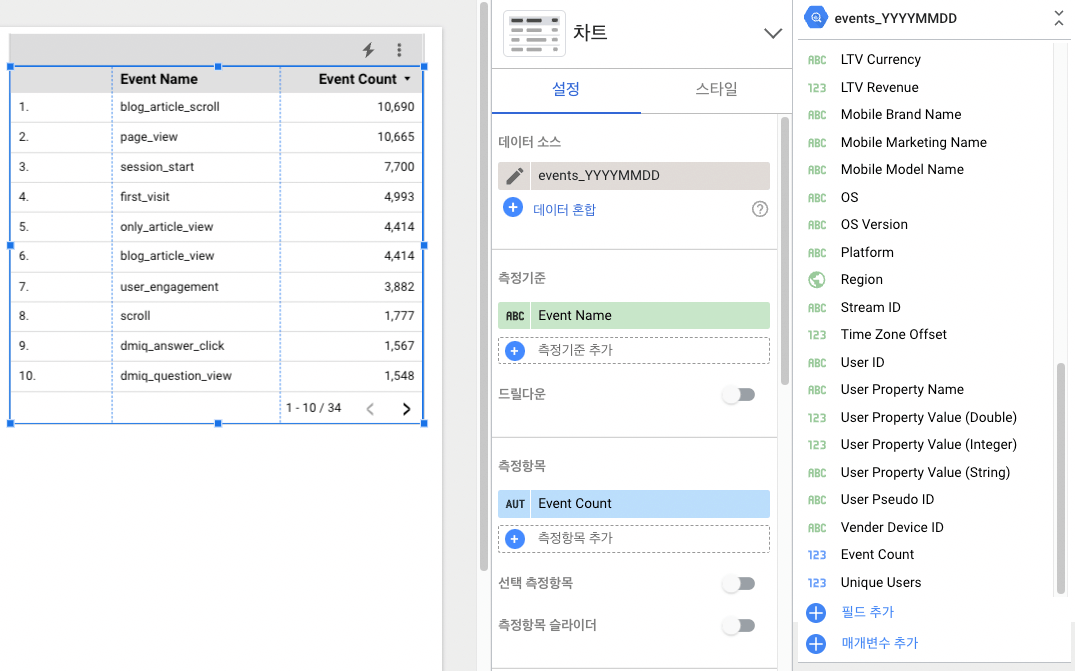 Event Name Event Count
1. blog_article_scroll 10,690
2. page_view 10,665
3. session_start 7,700
4. first_visit 4,993
5. only_article_view 4,414
6. blog_article_view 4,414
7. user_engagement 3,882
8. scroll 1,777
9. dmiq_answer_click 1,567
10. dmiq_question_view 1,548
1 - 10 / 34
차트
설정 스타일
데이터 소스
events_YYYYMMDD
데이터 혼합
측정기준
ABC Event Name
측정기준 추가
드릴다운
측정항목
AUT Event Count
측정항목 추가
선택 측정항목
측정항목 슬라이더
events_YYYYMMDD
ABC LTV Currency
123 LTV Revenue
ABC Mobile Brand Name
ABC Mobile Marketing Name
ABC Mobile Model Name
ABC OS
ABC OS Version
ABC Platform
Region
ABC Stream ID
123 Time Zone Offset
ABC User ID
ABC User Property Name
123 User Property Value (Double)
123 User Property Value (Integer)
ABC User Property Value (String)
ABC User Pseudo ID
ABC Vender Device ID
123 Event Count
123 Unique Users
필드 추가
매개변수 추가